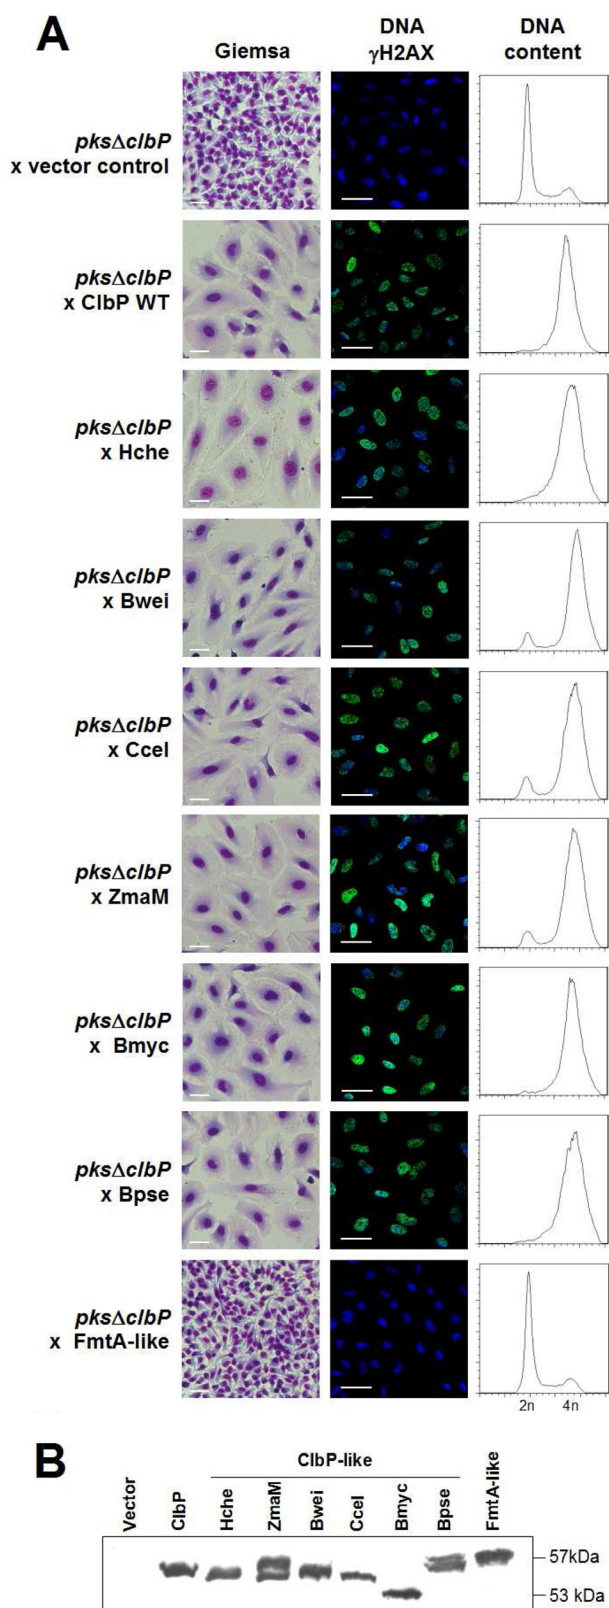 A
Giemsa
DNA
γH2AX
DNA
content
pksΔclbP
x vector control
pksΔclbP
x ClbP WT
pksΔclbP
x Hche
pksΔclbP
x Bwei
pksΔclbP
x Ccel
pksΔclbP
x ZmaM
pksΔclbP
x Bmyc
pksΔclbP
x Bpse
pksΔclbP
x FmtA-like
2n 4n
B
ClbP-like
Vector ClbP Hche ZmaM Bwei Ccel Bmyc Bpse FmtA-like
57kDa
53 kDa